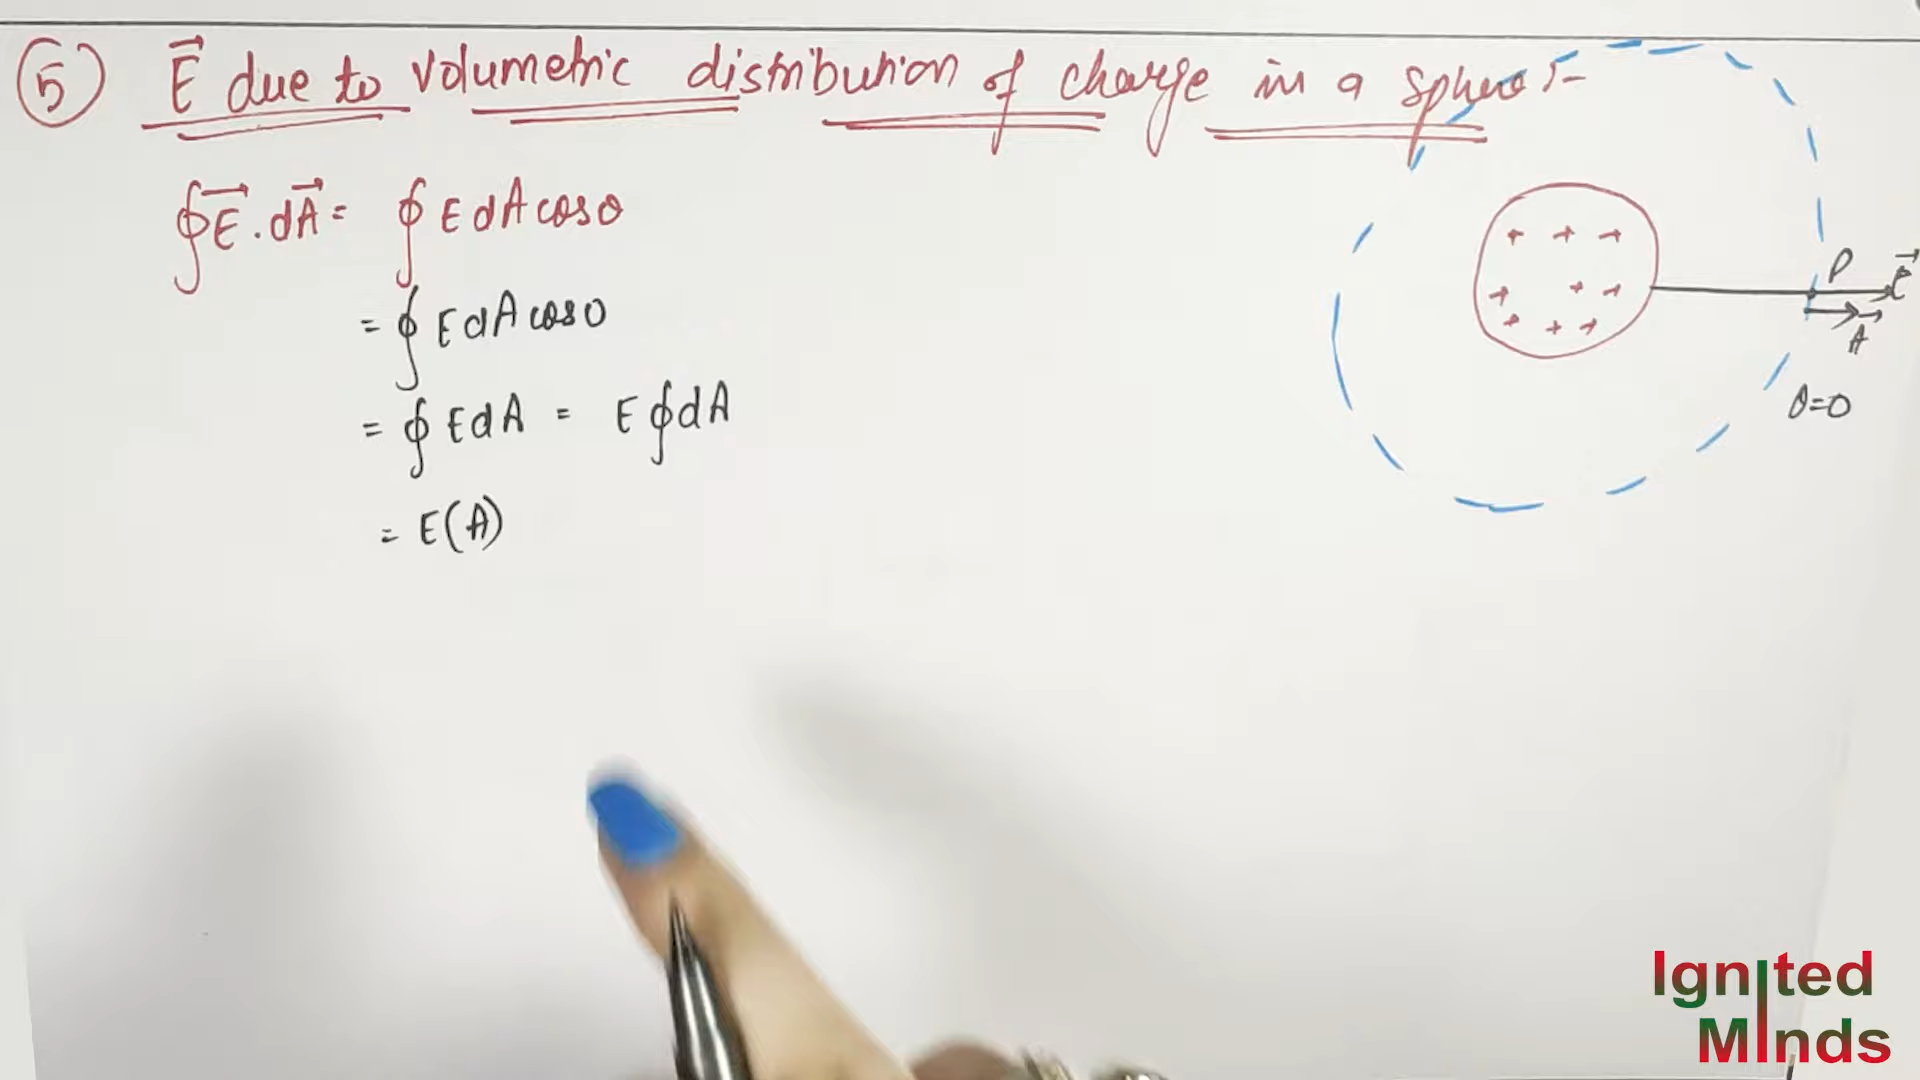 5 E⃗ due to volumetric distribution of charge in a sphere :-
∮E⃗.dA⃗ = ∮ E dA cosθ
= ∮ E dA cos0
= ∮ E dA = E ∮ dA
= E(A)
+ + +
+ + +
+ + +
P
E⃗
A⃗
θ=0
Ignited
Minds